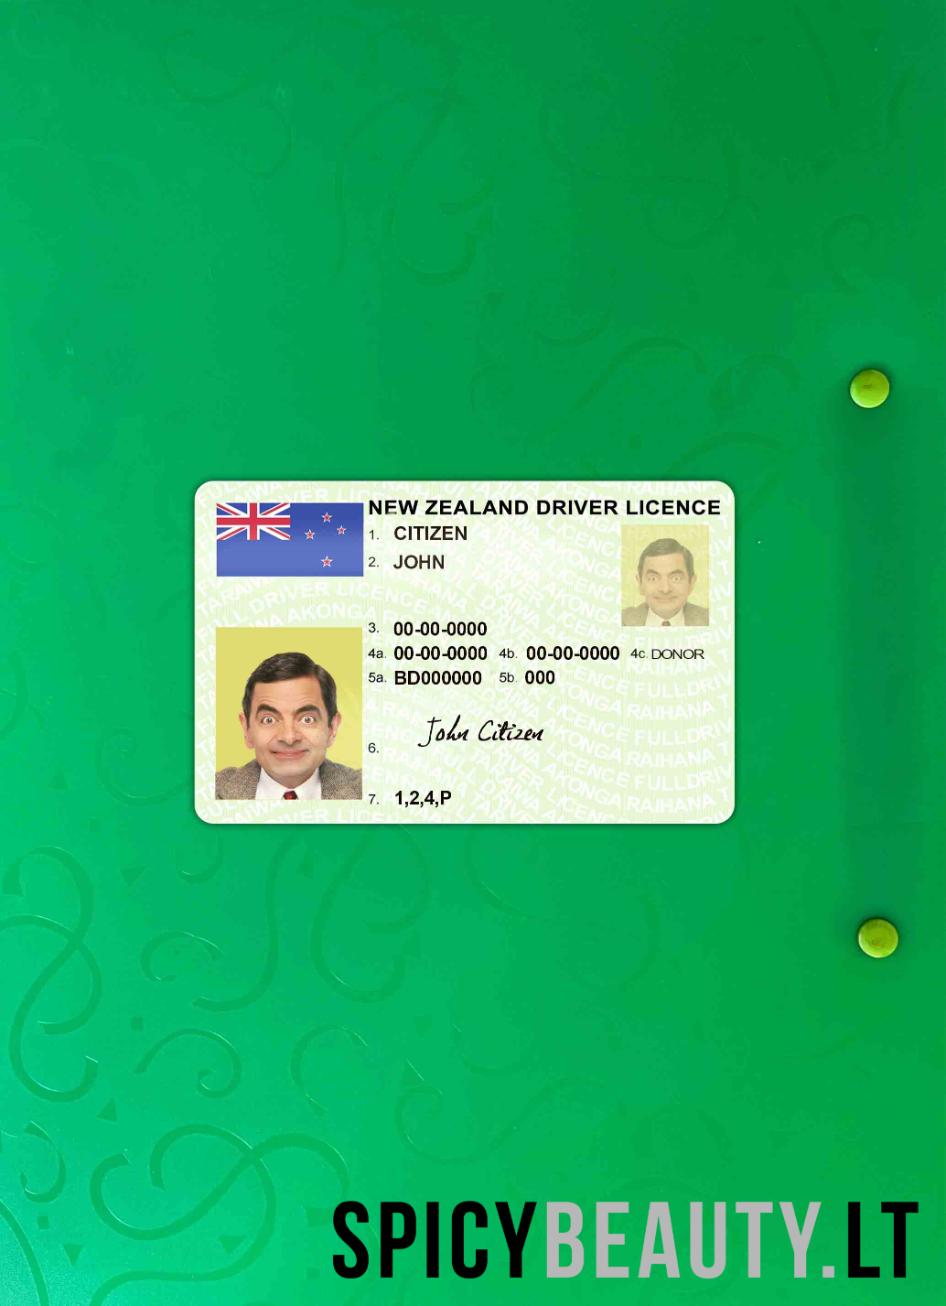 NEW ZEALAND DRIVER LICENCE
1. CITIZEN
2. JOHN
3. 00-00-0000
4a. 00-00-0000 4b. 00-00-0000 4c. DONOR
5a. BD000000 5b. 000
6. John Citizen
7. 1,2,4,P
SPICYBEAUTY.LT